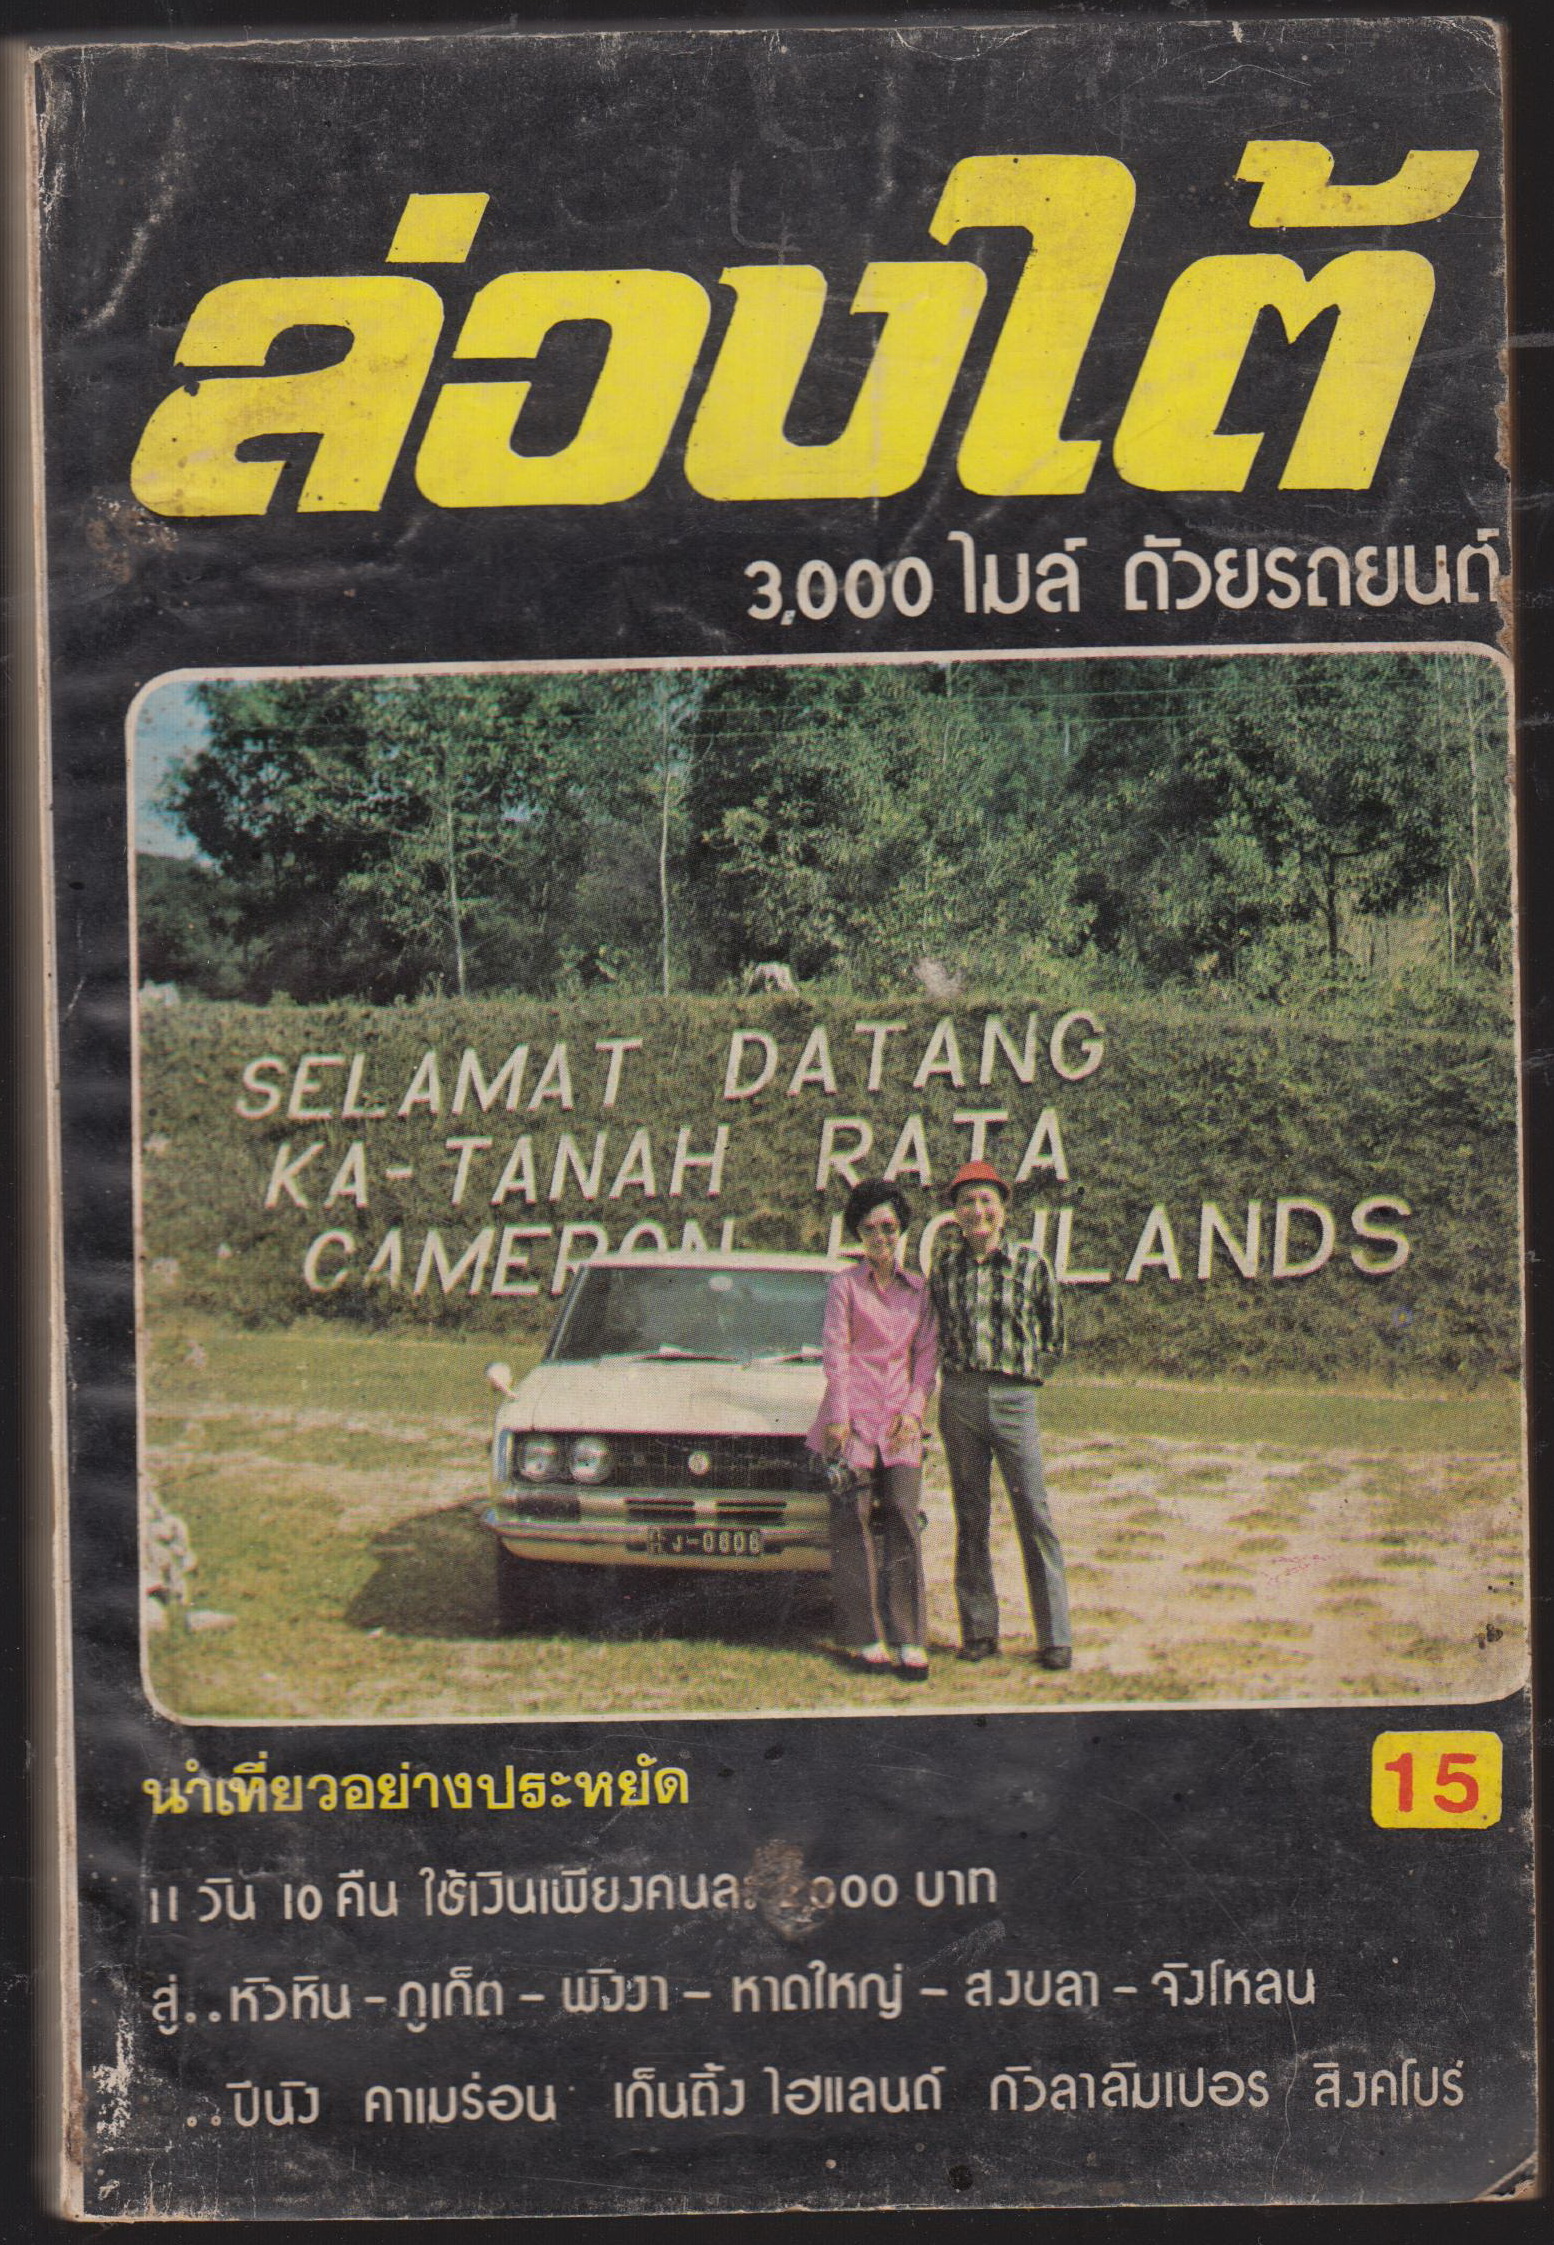 ล่องใต้
3,000 ไมล์ ด้วยรถยนต์
SELAMAT DATANG
KA-TANAH RATA
CAMERON HIGHLANDS
J-0606
นำเที่ยวอย่างประหยัด
15
11 วัน 10 คืน ใช้เงินเพียงคนละ 000 บาท
สู่..หัวหิน - ภูเก็ต - พังงา - หาดใหญ่ - สงขลา - จังโหลน
..ปีนัง คาเมร่อน เก็นติ้ง ไฮแลนด์ กัวลาลัมเปอร สิงคโปร์